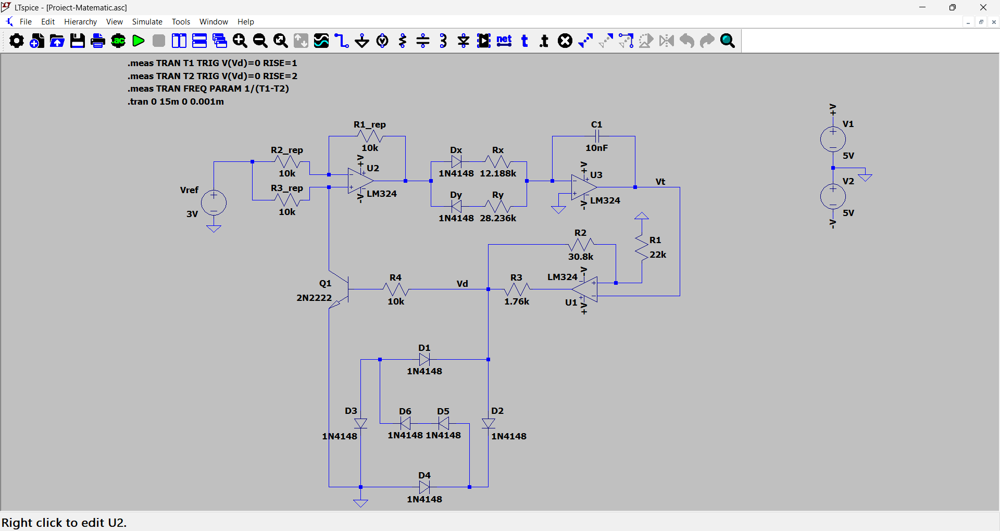 LTspice - [Proiect-Matematic.asc]
File Edit Hierarchy View Simulate Tools Window Help
.ac net t .t
.meas TRAN T1 TRIG V(Vd)=0 RISE=1
.meas TRAN T2 TRIG V(Vd)=0 RISE=2
.meas TRAN FREQ PARAM 1/(T1-T2)
.tran 0 15m 0 0.001m
+V
V1
5V
V2
5V
-V
R1_rep
10k
C1
10nF
R2_rep
10k
+V
U2
Dx
1N4148
Rx
12.188k
+V
U3
Vt
Vref
3V
R3_rep
10k
-V
LM324
Dy
1N4148
Ry
28.236k
-V
LM324
R2
30.8k
R1
22k
Q1
2N2222
R4
10k
Vd
R3
1.76k
LM324
-V
U1
+V
D1
1N4148
D3
1N4148
D6
1N4148
D5
1N4148
D2
1N4148
D4
1N4148
Right click to edit U2.